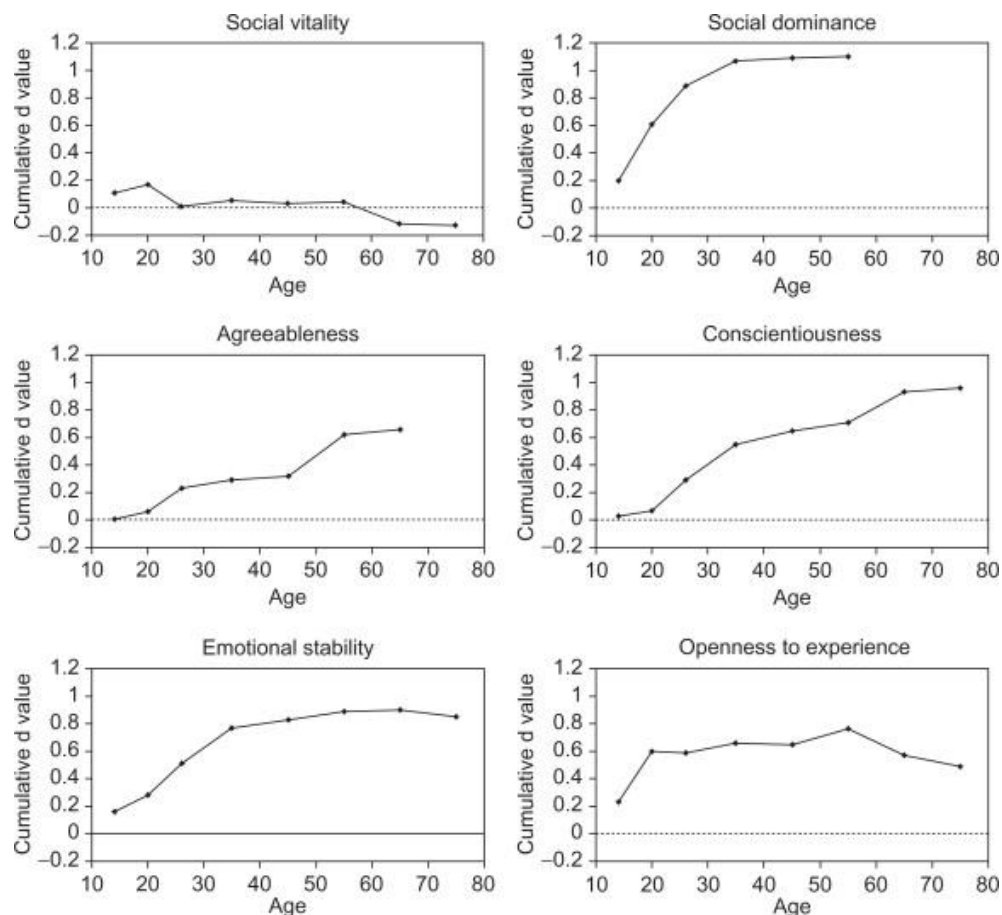 Social vitality
Cumulative d value
1.2
1
0.8
0.6
0.4
0.2
0
–0.2
10 20 30 40 50 60 70 80
Age
Social dominance
Cumulative d value
1.2
1
0.8
0.6
0.4
0.2
0
–0.2
10 20 30 40 50 60 70 80
Age
Agreeableness
Cumulative d value
1.2
1
0.8
0.6
0.4
0.2
0
–0.2
10 20 30 40 50 60 70 80
Age
Conscientiousness
Cumulative d value
1.2
1
0.8
0.6
0.4
0.2
0
–0.2
10 20 30 40 50 60 70 80
Age
Emotional stability
Cumulative d value
1.2
1
0.8
0.6
0.4
0.2
0
–0.2
10 20 30 40 50 60 70 80
Age
Openness to experience
Cumulative d value
1.2
1
0.8
0.6
0.4
0.2
0
–0.2
10 20 30 40 50 60 70 80
Age